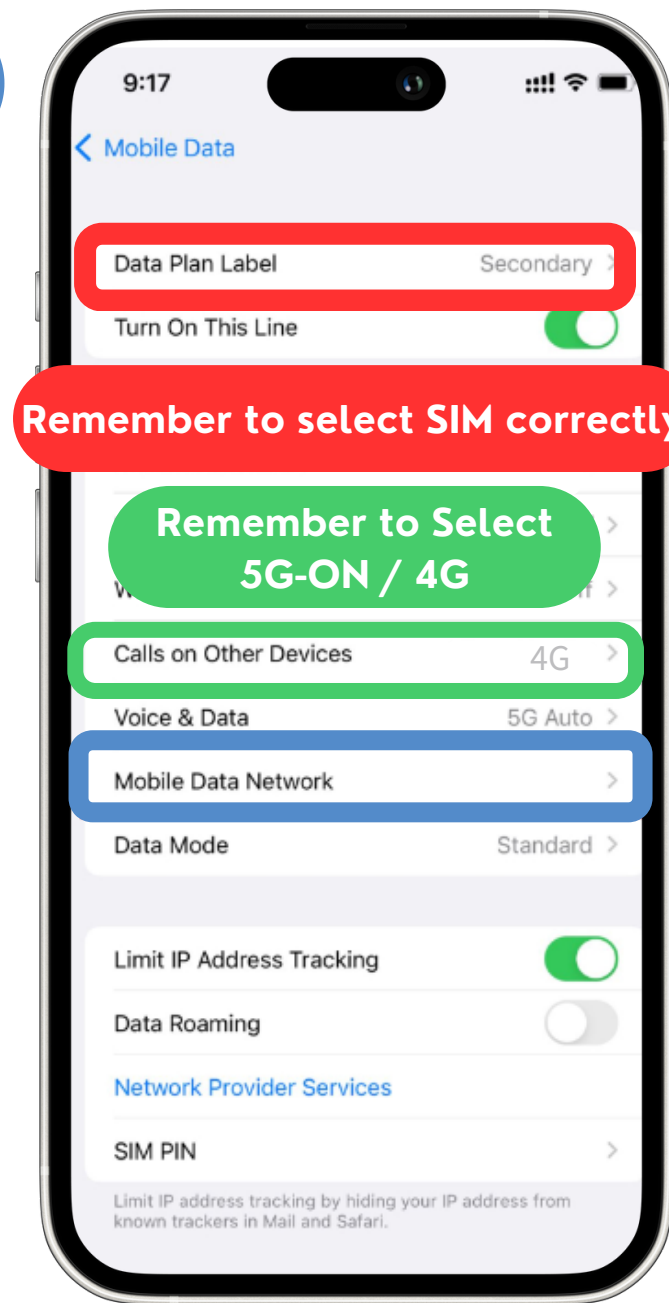 9:17
Mobile Data
Data Plan Label Secondary
Turn On This Line
Remember to select SIM correctly
Remember to Select
5G-ON / 4G
Calls on Other Devices 4G
Voice & Data 5G Auto
Mobile Data Network
Data Mode Standard
Limit IP Address Tracking
Data Roaming
Network Provider Services
SIM PIN
Limit IP address tracking by hiding your IP address from
known trackers in Mail and Safari.